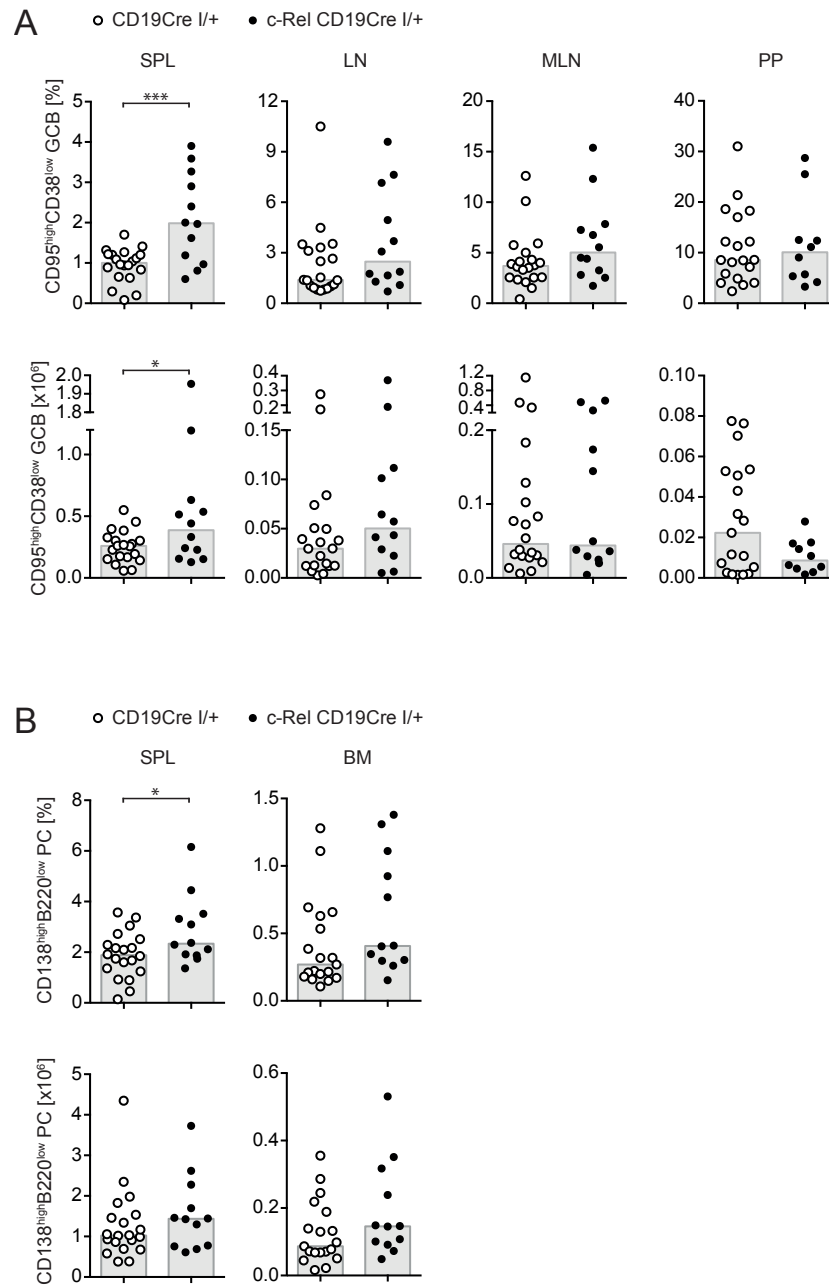 A
CD19Cre I/+ c-Rel CD19Cre I/+
SPL LN MLN PP
CD95highCD38low GCB [%]
5 4 3 2 1 0
***
12 9 6 3 0
20 15 10 5 0
40 30 20 10 0
CD95highCD38low GCB [x10⁶]
2.0 1.9 1.8 1.0 0.5 0.0
*
0.4 0.3 0.2 0.15 0.10 0.05 0.00
1.2 0.8 0.4 0.2 0.1 0.0
0.10 0.08 0.06 0.04 0.02 0.00
B
CD19Cre I/+ c-Rel CD19Cre I/+
SPL BM
CD138highB220low PC [%]
8 6 4 2 0
*
1.5 1.0 0.5 0.0
CD138highB220low PC [x10⁶]
5 4 3 2 1 0
0.6 0.4 0.2 0.0